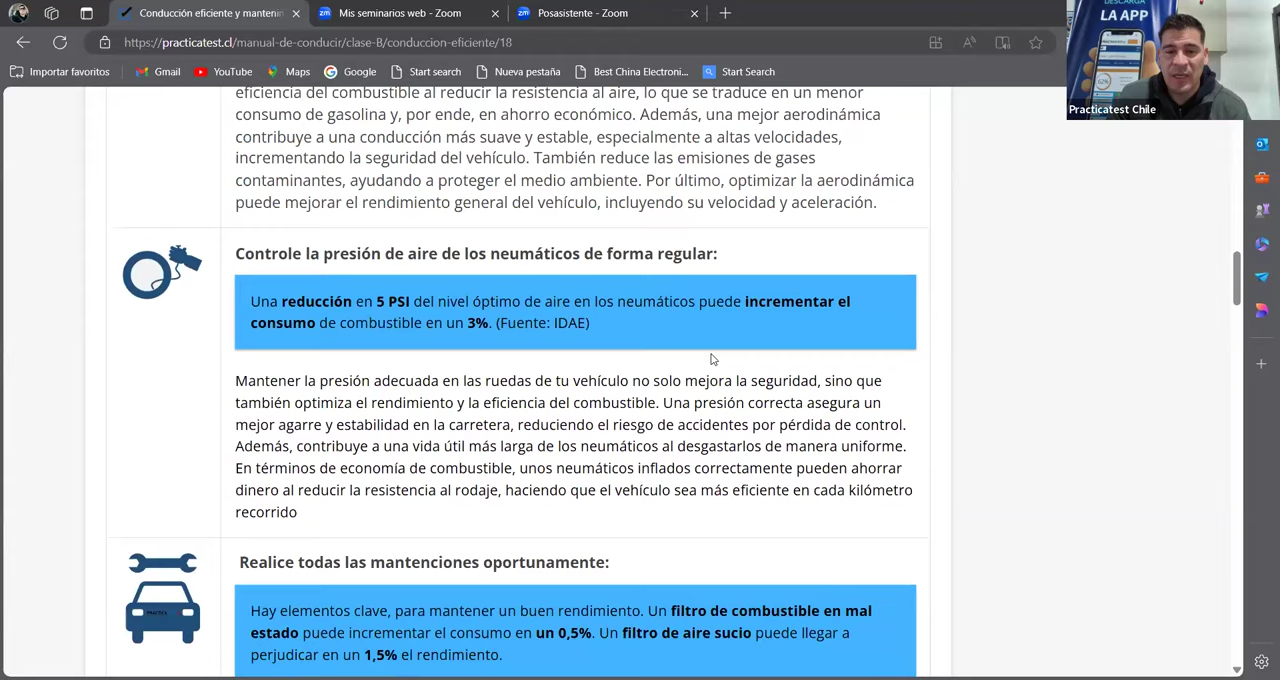 Conducción eficiente y manteni
Mis seminarios web - Zoom
Posasistente - Zoom
https://practicatest.cl/manual-de-conducir/clase-B/conduccion-eficiente/18
Importar favoritos
Gmail
YouTube
Maps
Google
Start search
Nueva pestaña
Best China Electroni...
Start Search
DESCARGA
LA APP
Practicatest Chile
eficiencia del combustible al reducir la resistencia al aire, lo que se traduce en un menor
consumo de gasolina y, por ende, en ahorro económico. Además, una mejor aerodinámica
contribuye a una conducción más suave y estable, especialmente a altas velocidades,
incrementando la seguridad del vehículo. También reduce las emisiones de gases
contaminantes, ayudando a proteger el medio ambiente. Por último, optimizar la aerodinámica
puede mejorar el rendimiento general del vehículo, incluyendo su velocidad y aceleración.
Controle la presión de aire de los neumáticos de forma regular:
Una reducción en 5 PSI del nivel óptimo de aire en los neumáticos puede incrementar el
consumo de combustible en un 3%. (Fuente: IDAE)
Mantener la presión adecuada en las ruedas de tu vehículo no solo mejora la seguridad, sino que
también optimiza el rendimiento y la eficiencia del combustible. Una presión correcta asegura un
mejor agarre y estabilidad en la carretera, reduciendo el riesgo de accidentes por pérdida de control.
Además, contribuye a una vida útil más larga de los neumáticos al desgastarlos de manera uniforme.
En términos de economía de combustible, unos neumáticos inflados correctamente pueden ahorrar
dinero al reducir la resistencia al rodaje, haciendo que el vehículo sea más eficiente en cada kilómetro
recorrido
Realice todas las mantenciones oportunamente:
Hay elementos clave, para mantener un buen rendimiento. Un filtro de combustible en mal
estado puede incrementar el consumo en un 0,5%. Un filtro de aire sucio puede llegar a
perjudicar en un 1,5% el rendimiento.